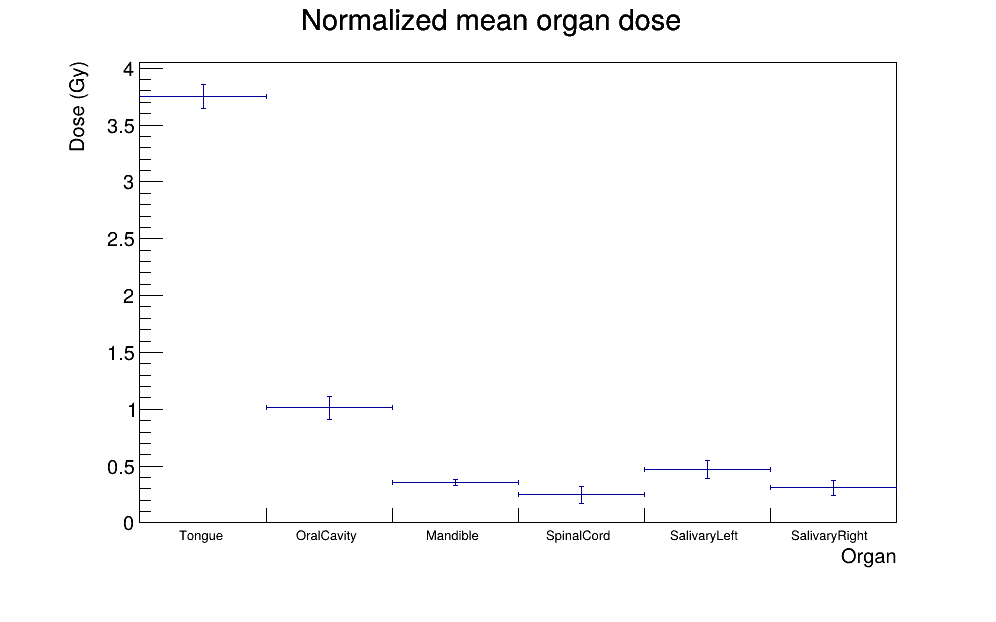 Normalized mean organ dose
Dose (Gy)
4
3.5
3
2.5
2
1.5
1
0.5
0
Tongue OralCavity Mandible SpinalCord SalivaryLeft SalivaryRight
Organ